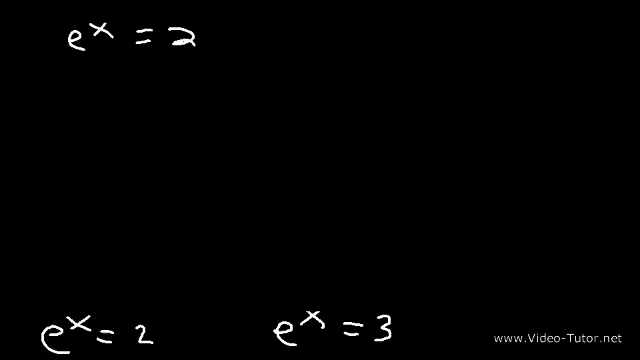 e^x = 2
e^x = 2 e^x = 3
www.Video-Tutor.net